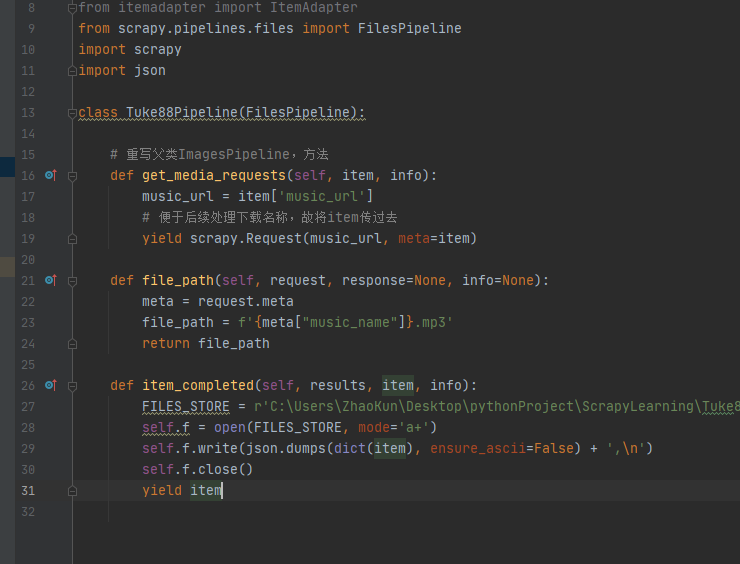 8 from itemadapter import ItemAdapter
9 from scrapy.pipelines.files import FilesPipeline
10 import scrapy
11 import json
12
13 class Tuke88Pipeline(FilesPipeline):
14
15 # 重写父类ImagesPipeline，方法
16 def get_media_requests(self, item, info):
17 music_url = item['music_url']
18 # 便于后续处理下载名称，故将item传过去
19 yield scrapy.Request(music_url, meta=item)
20
21 def file_path(self, request, response=None, info=None):
22 meta = request.meta
23 file_path = f'{meta["music_name"]}.mp3'
24 return file_path
25
26 def item_completed(self, results, item, info):
27 FILES_STORE = r'C:\Users\ZhaoKun\Desktop\pythonProject\ScrapyLearning\Tuke8
28 self.f = open(FILES_STORE, mode='a+')
29 self.f.write(json.dumps(dict(item), ensure_ascii=False) + ',\n')
30 self.f.close()
31 yield item
32